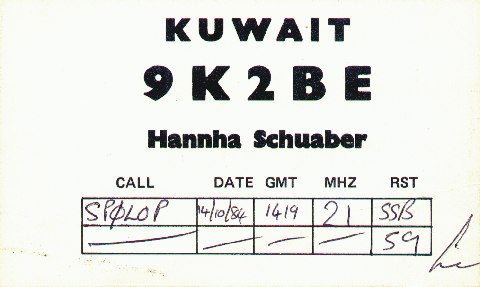 KUWAIT
9K2BE
Hannha Schuaber
CALL DATE GMT MHZ RST
SPØLOP 14/10/84 1419 21 SSB
59